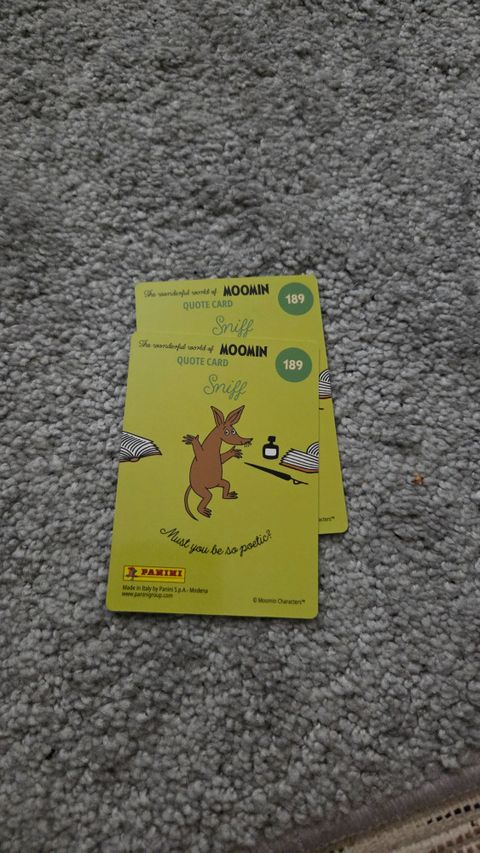 The wonderful world of MOOMIN
QUOTE CARD
189
Sniff
The wonderful world of MOOMIN
QUOTE CARD
189
Sniff
Must you be so poetic?
PANINI
Made in Italy by Panini S.p.A. - Modena
www.paninigroup.com
© Moomin Characters™
acters™